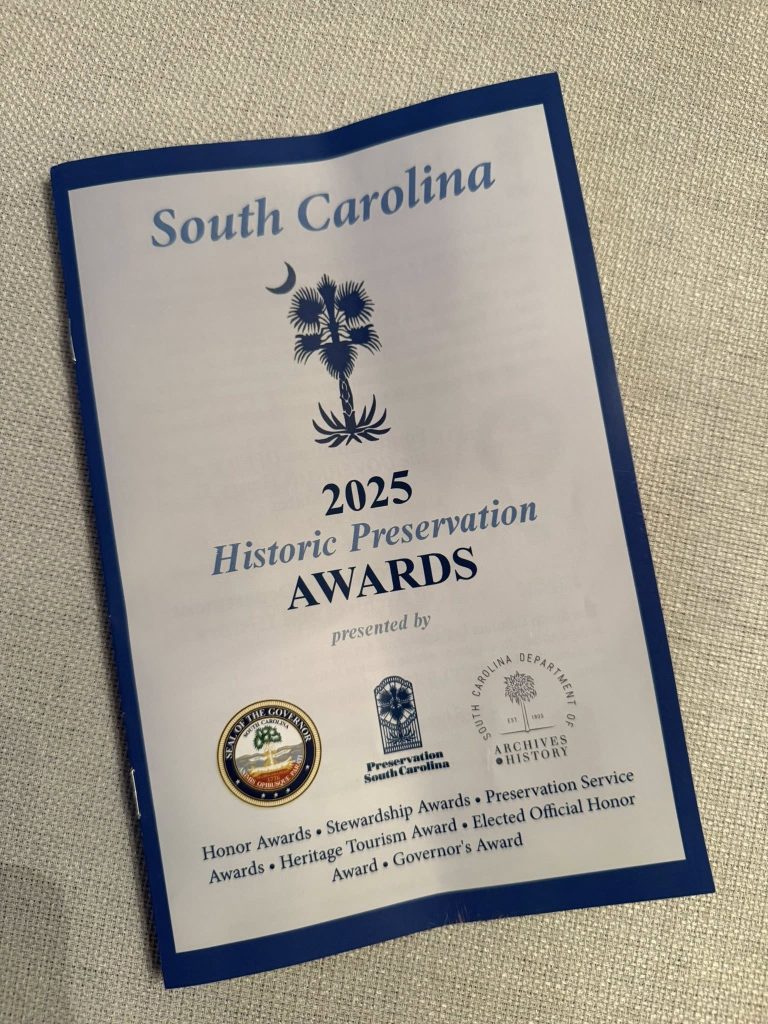 South Carolina
2025
Historic Preservation
AWARDS
presented by
SEAL OF THE GOVERNOR
SOUTH CAROLINA
Preservation
South Carolina
SOUTH CAROLINA DEPARTMENT OF
EST
ARCHIVES
HISTORY
Honor Awards • Stewardship Awards • Preservation Service
Awards • Heritage Tourism Award • Elected Official Honor
Award • Governor's Award